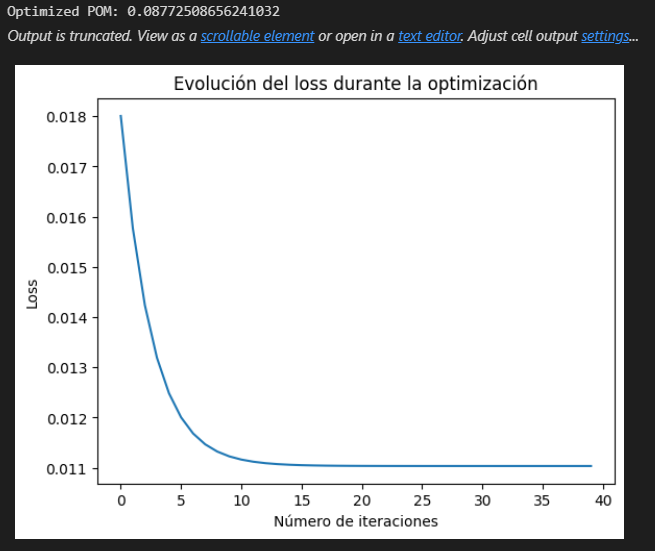 Optimized POM: 0.08772508656241032
Output is truncated. View as a scrollable element or open in a text editor. Adjust cell output settings...
Evolución del loss durante la optimización
0.018
0.017
0.016
0.015
0.014
0.013
0.012
0.011
Loss
0 5 10 15 20 25 30 35 40
Número de iteraciones